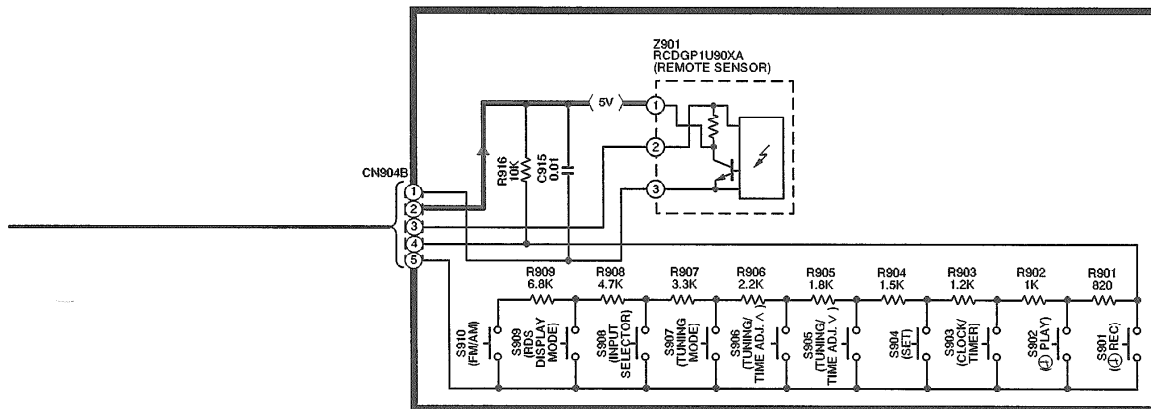 Z901
RCDGP1U90XA
(REMOTE SENSOR)
5V
1
2
3
R916
10K
C915
0.01
CN904B
1
2
3
4
5
R909
6.8K
R908
4.7K
R907
3.3K
R906
2.2K
R905
1.8K
R904
1.5K
R903
1.2K
R902
1K
R901
820
S910
(FM/AM)
S909
(RDS
DISPLAY
MODE)
S908
(INPUT
SELECTOR)
S907
(TUNING
MODE)
S906
(TUNING/
TIME ADJ. ∧ )
S905
(TUNING/
TIME ADJ. ∨ )
S904
(SET)
S903
(CLOCK/
TIMER)
S902
( PLAY)
S901
( REC)